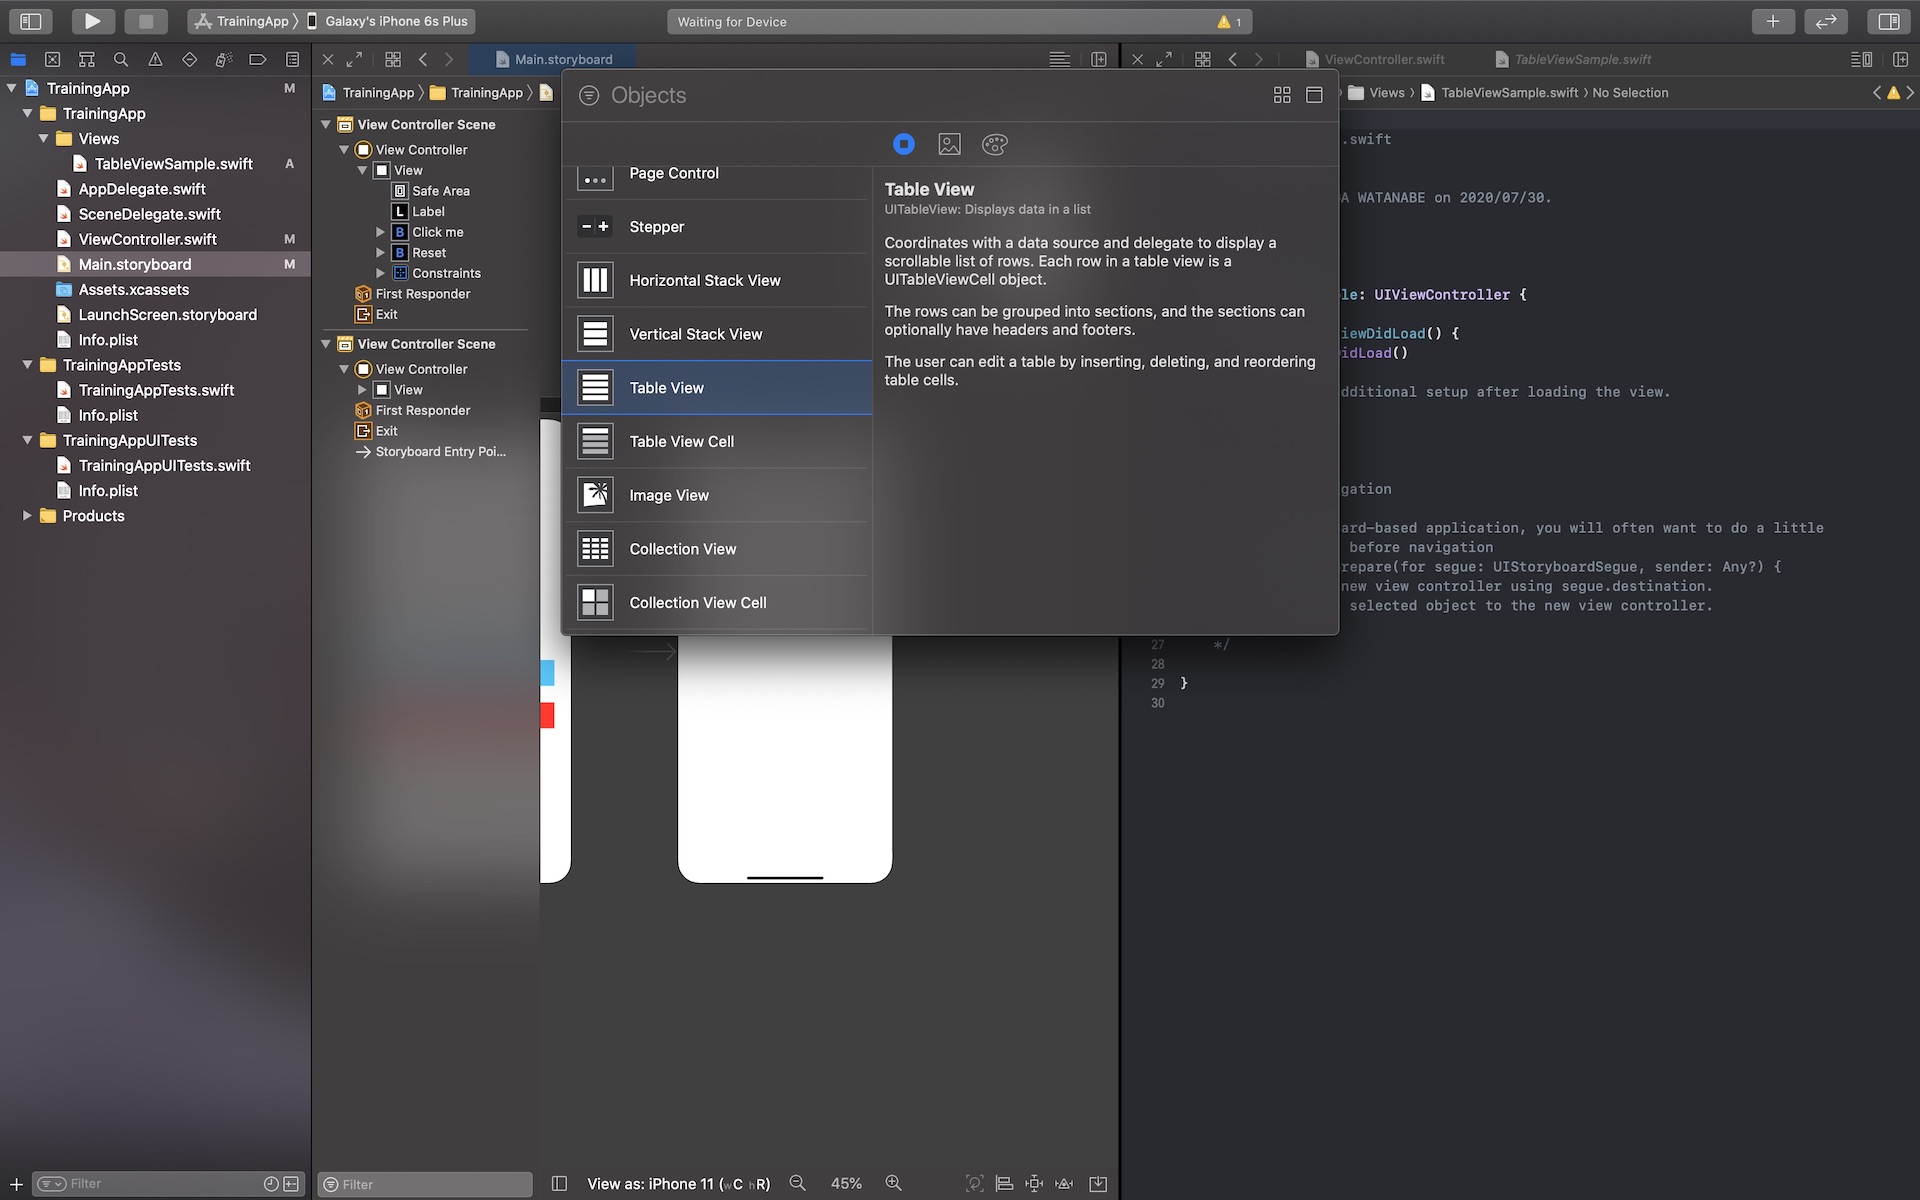 TrainingApp 〉 Galaxy's iPhone 6s Plus
Waiting for Device
1
Main.storyboard
ViewController.swift
TableViewSample.swift
TrainingApp 〉 TrainingApp 〉
Views 〉 TableViewSample.swift 〉 No Selection
TrainingApp M
TrainingApp
Views
TableViewSample.swift A
AppDelegate.swift
SceneDelegate.swift
ViewController.swift M
Main.storyboard M
Assets.xcassets
LaunchScreen.storyboard
Info.plist
TrainingAppTests
TrainingAppTests.swift
Info.plist
TrainingAppUITests
TrainingAppUITests.swift
Info.plist
Products
View Controller Scene
View Controller
View
Safe Area
L Label
B Click me
B Reset
Constraints
First Responder
Exit
View Controller Scene
View Controller
View
First Responder
Exit
Storyboard Entry Poi...
Objects
Page Control
Stepper
Horizontal Stack View
Vertical Stack View
Table View
Table View Cell
Image View
Collection View
Collection View Cell
Table View
UITableView: Displays data in a list
Coordinates with a data source and delegate to display a
scrollable list of rows. Each row in a table view is a
UITableViewCell object.
The rows can be grouped into sections, and the sections can
optionally have headers and footers.
The user can edit a table by inserting, deleting, and reordering
table cells.
.swift
A WATANABE on 2020/07/30.
le: UIViewController {
iewDidLoad() {
idLoad()
dditional setup after loading the view.
gation
ard-based application, you will often want to do a little
before navigation
repare(for segue: UIStoryboardSegue, sender: Any?) {
new view controller using segue.destination.
selected object to the new view controller.
27 */
28
29 }
30
Filter
Filter
View as: iPhone 11 (wC hR)
45%